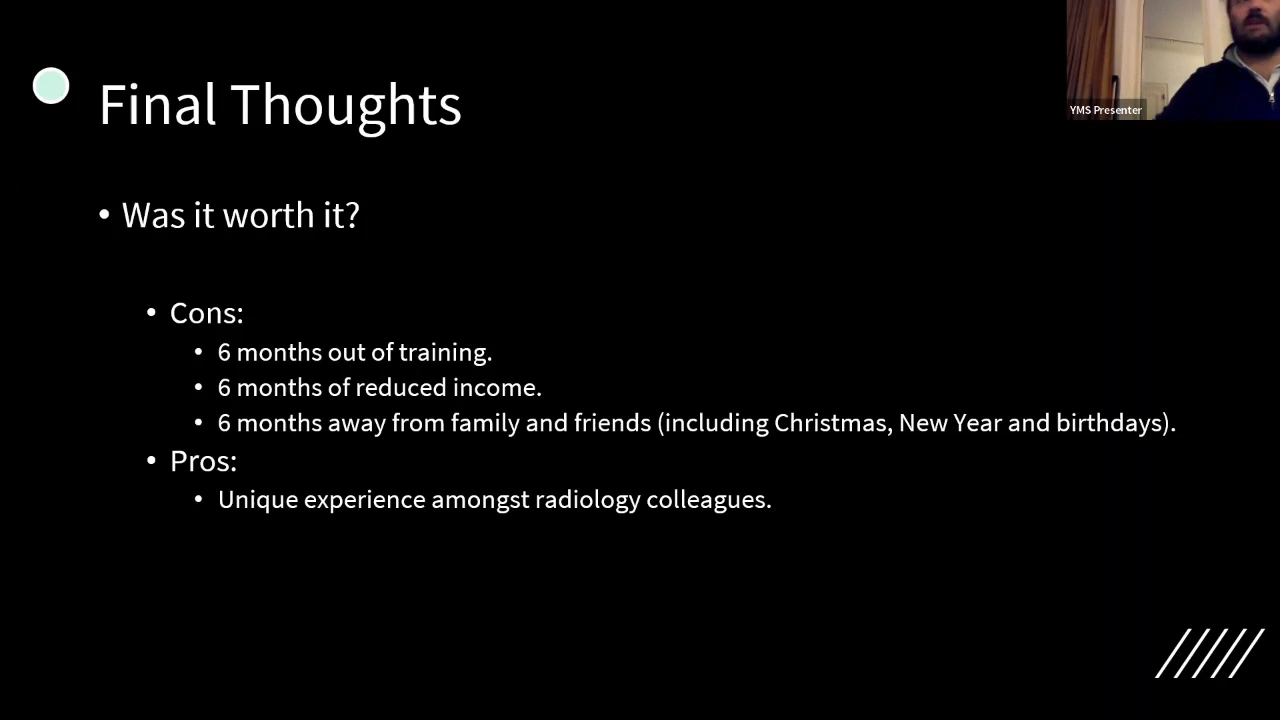 YMS Presenter
Final Thoughts
• Was it worth it?
• Cons:
• 6 months out of training.
• 6 months of reduced income.
• 6 months away from family and friends (including Christmas, New Year and birthdays).
• Pros:
• Unique experience amongst radiology colleagues.